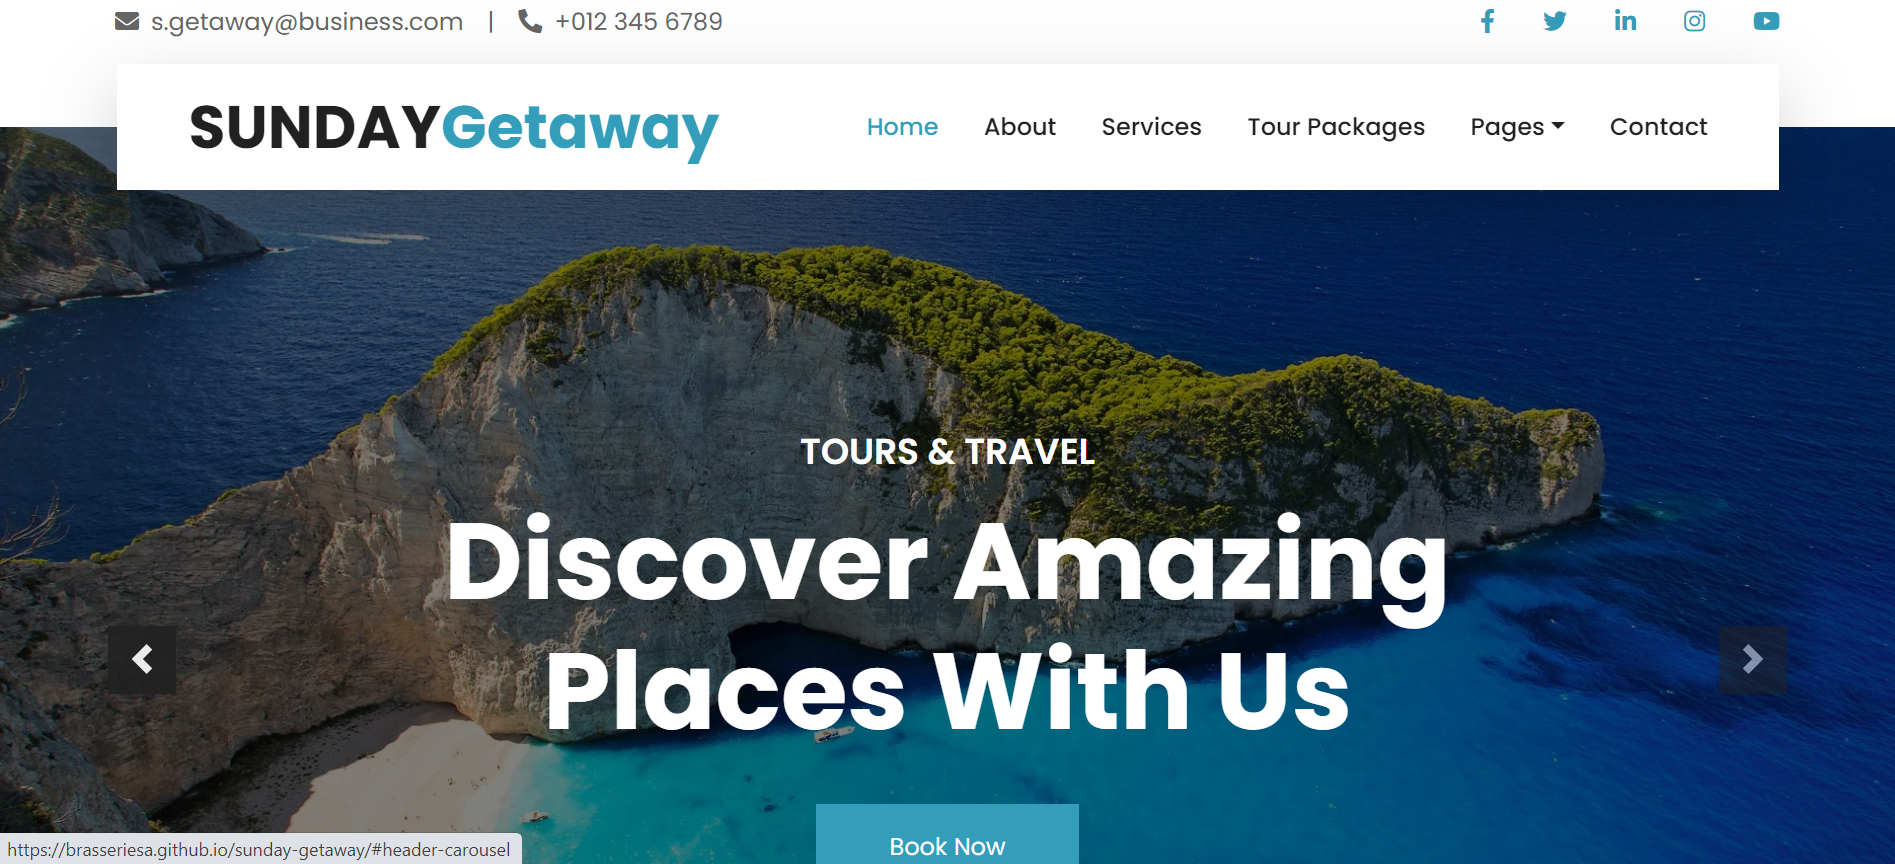 s.getaway@business.com | +012 345 6789
SUNDAYGetaway
Home About Services Tour Packages Pages Contact
TOURS & TRAVEL
Discover Amazing
Places With Us
Book Now
https://brasseriesa.github.io/sunday-getaway/#header-carousel